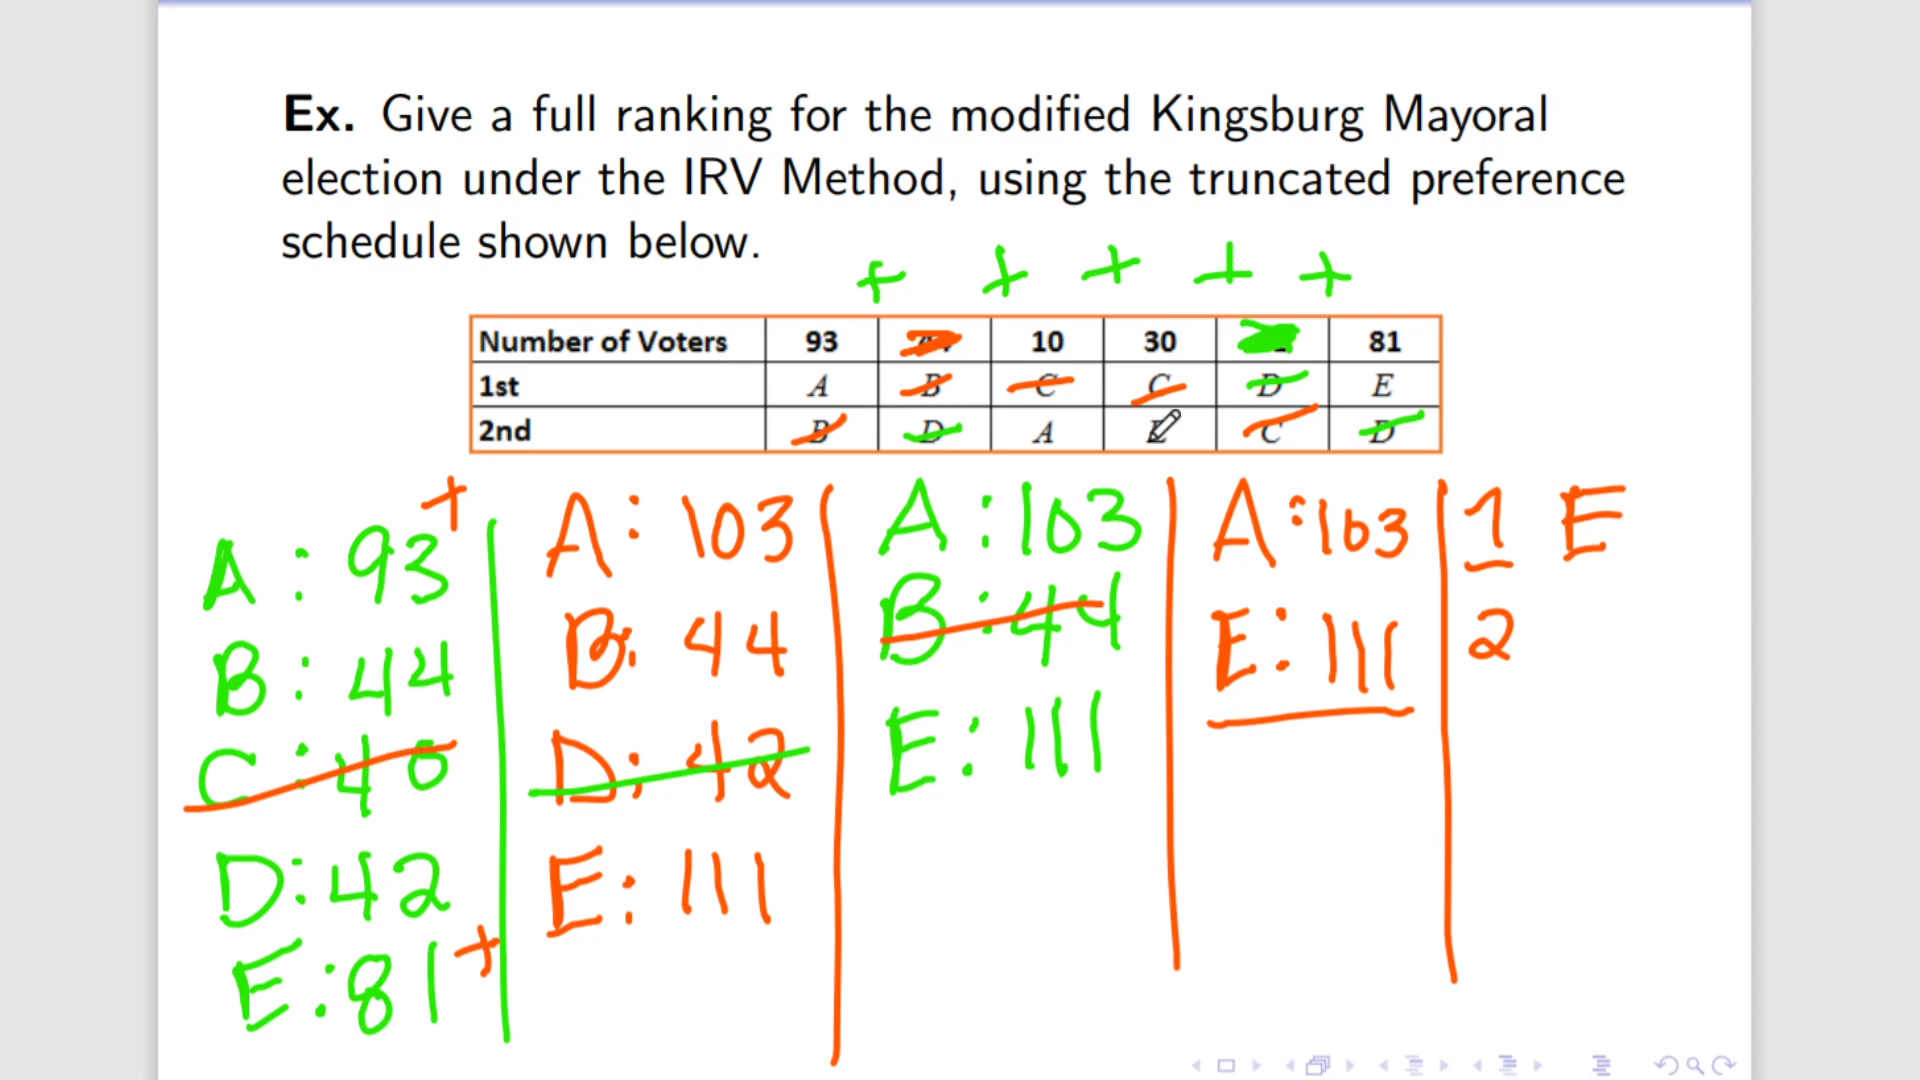 Ex. Give a full ranking for the modified Kingsburg Mayoral
election under the IRV Method, using the truncated preference
schedule shown below.
+ + + + +
Number of Voters 93 10 30 81
1st A B C C D E
2nd B D A E C D
A : 93 +
B : 44
C : 40
D : 42
E : 81 +
A : 103
B : 44
D : 42
E : 111
A : 103
B : 44
E : 111
A : 103
E : 111
1 E
2